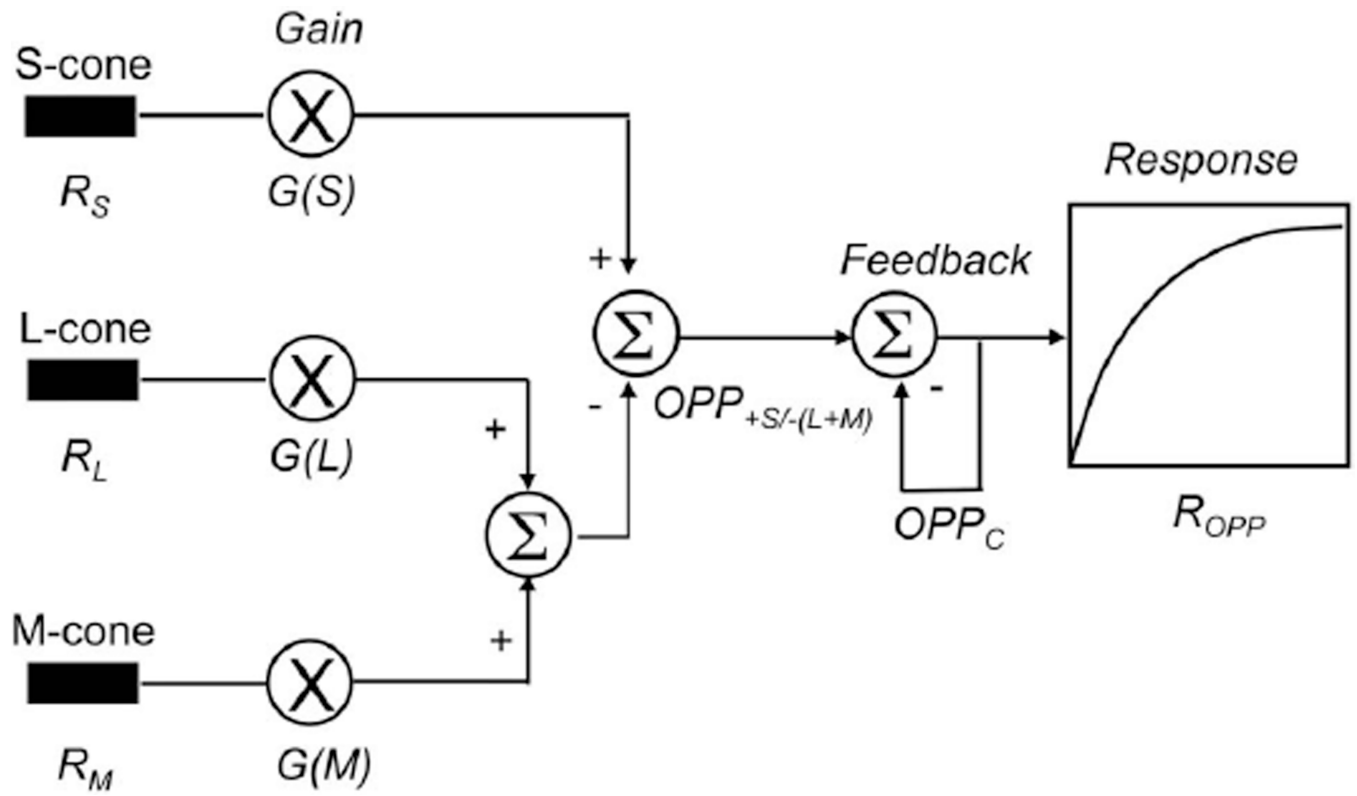 Gain
S-cone
X
R_S
G(S)
Response
+
Feedback
L-cone
Σ
Σ
X
-
OPP_+S/-(L+M)
-
+
R_L
G(L)
OPP_C
R_OPP
Σ
M-cone
+
X
R_M
G(M)